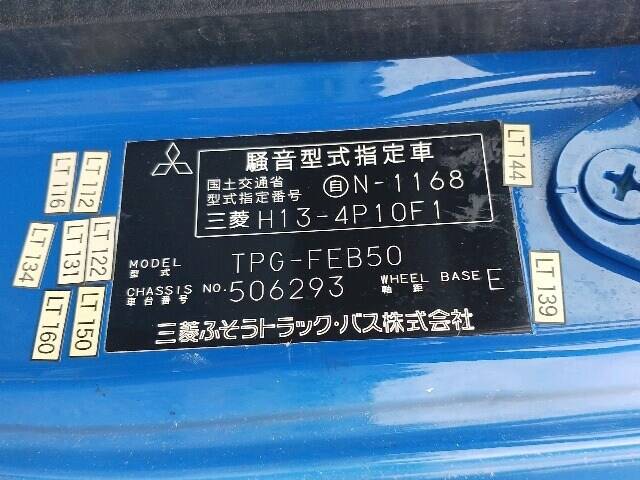 騒音型式指定車
国土交通省
型式指定番号 自N-1168
三菱 H13-4P10F1
MODEL
型式 TPG-FEB50
CHASSIS NO.
車台番号 506293 WHEEL BASE
軸距 E
三菱ふそうトラック・バス株式会社
LT 116
LT 112
LT 134
LT 131
LT 122
LT 160
LT 150
LT 144
LT 139